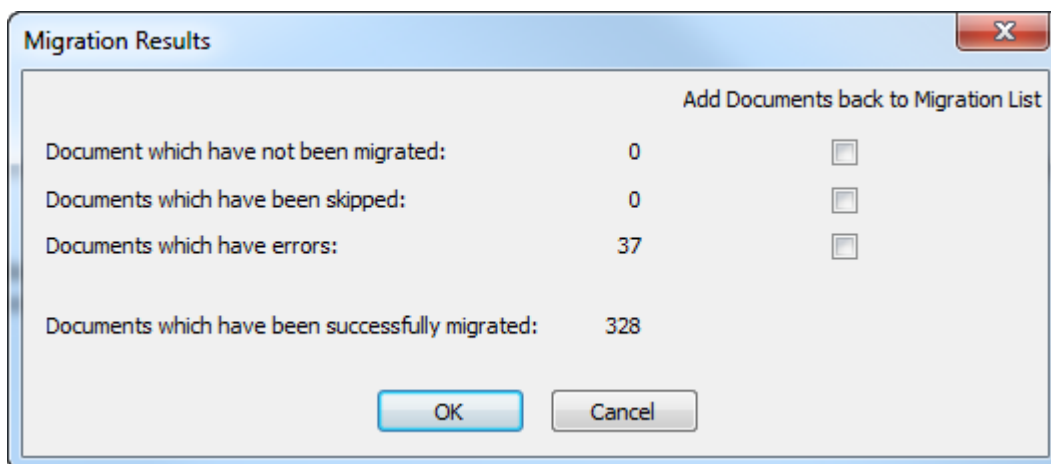 Migration Results
Add Documents back to Migration List
Document which have not been migrated: 0
Documents which have been skipped: 0
Documents which have errors: 37
Documents which have been successfully migrated: 328
OK Cancel